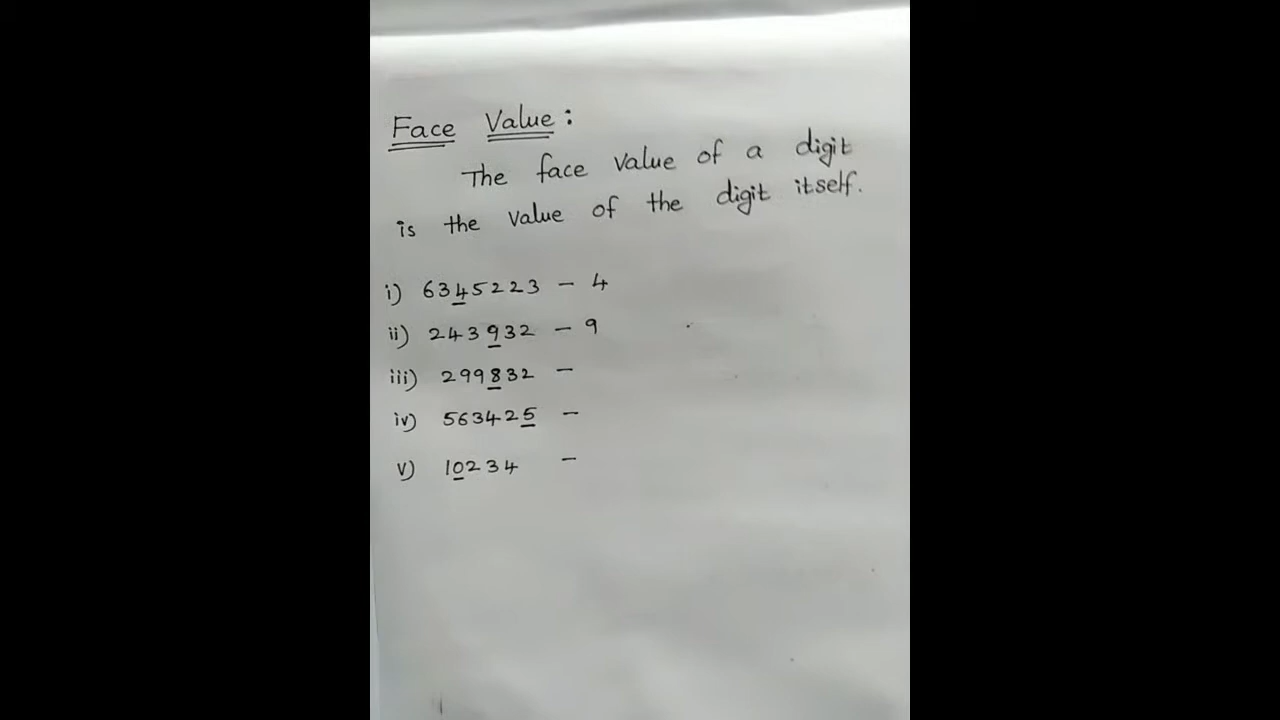 Face Value:
The face value of a digit
is the value of the digit itself.
i) 6345223 - 4
ii) 243932 - 9
iii) 299832 -
iv) 563425 -
v) 10234 -